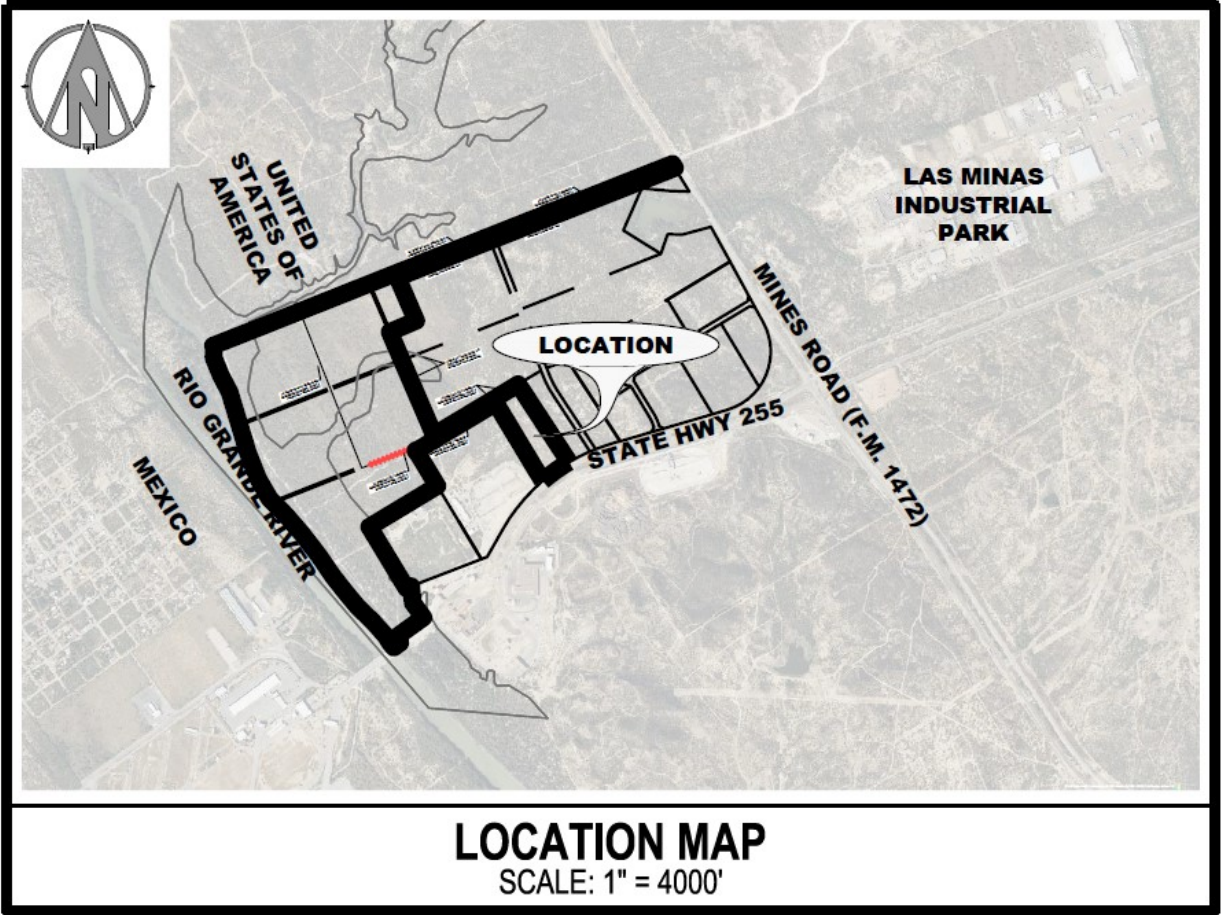 N
UNITED
STATES OF
AMERICA
LAS MINAS
INDUSTRIAL
PARK
LOCATION
MINES ROAD (F.M. 1472)
STATE HWY 255
RIO GRANDE RIVER
MEXICO
LOCATION MAP
SCALE: 1" = 4000'